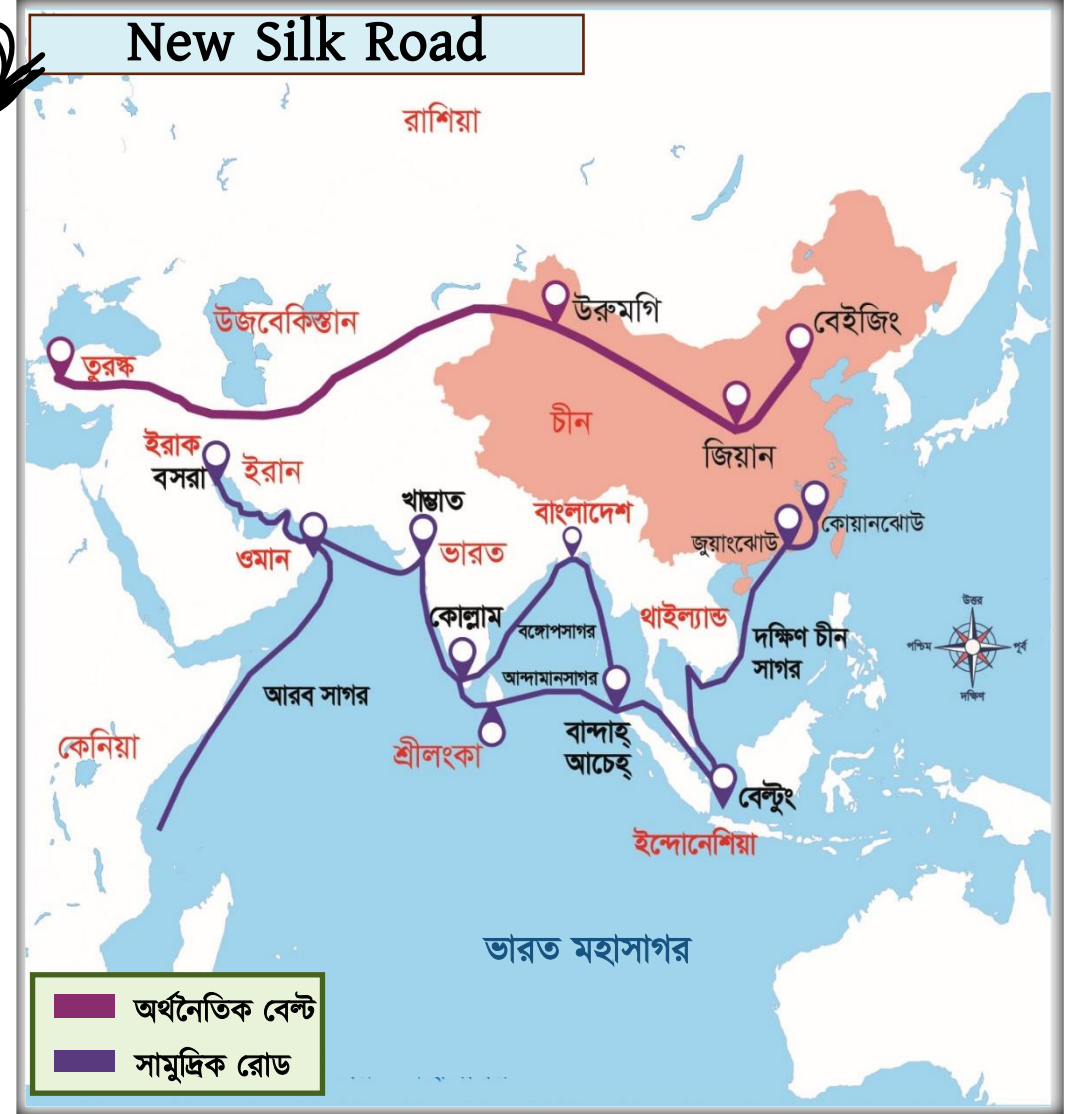 New Silk Road
রাশিয়া
উরুমগি
উজবেকিস্তান
বেইজিং
তুরস্ক
চীন
ইরাক
বসরা
ইরান
জিয়ান
খাম্ভাত
বাংলাদেশ
কোয়ানঝোউ
জুয়াংঝোউ
ওমান
ভারত
কোল্লাম
বঙ্গোপসাগর
থাইল্যান্ড
দক্ষিণ চীন
সাগর
উত্তর
পশ্চিম
পূর্ব
দক্ষিণ
আন্দামানসাগর
আরব সাগর
কেনিয়া
শ্রীলংকা
বান্দাহ্
আচেহ্
বেল্টুং
ইন্দোনেশিয়া
ভারত মহাসাগর
অর্থনৈতিক বেল্ট
সামুদ্রিক রোড